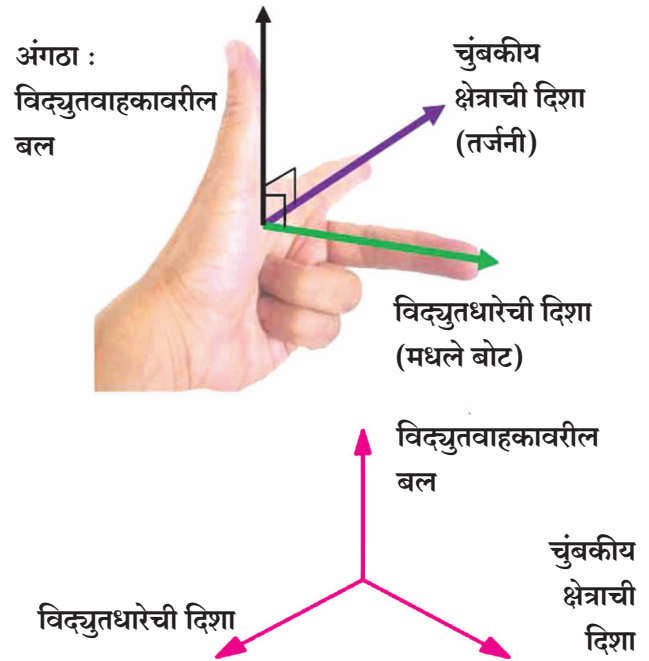 अंगठा :
विद्युतवाहकावरील
बल
चुंबकीय
क्षेत्राची दिशा
(तर्जनी)
विद्युतधारेची दिशा
(मधले बोट)
विद्युतवाहकावरील
बल
चुंबकीय
क्षेत्राची
दिशा
विद्युतधारेची दिशा